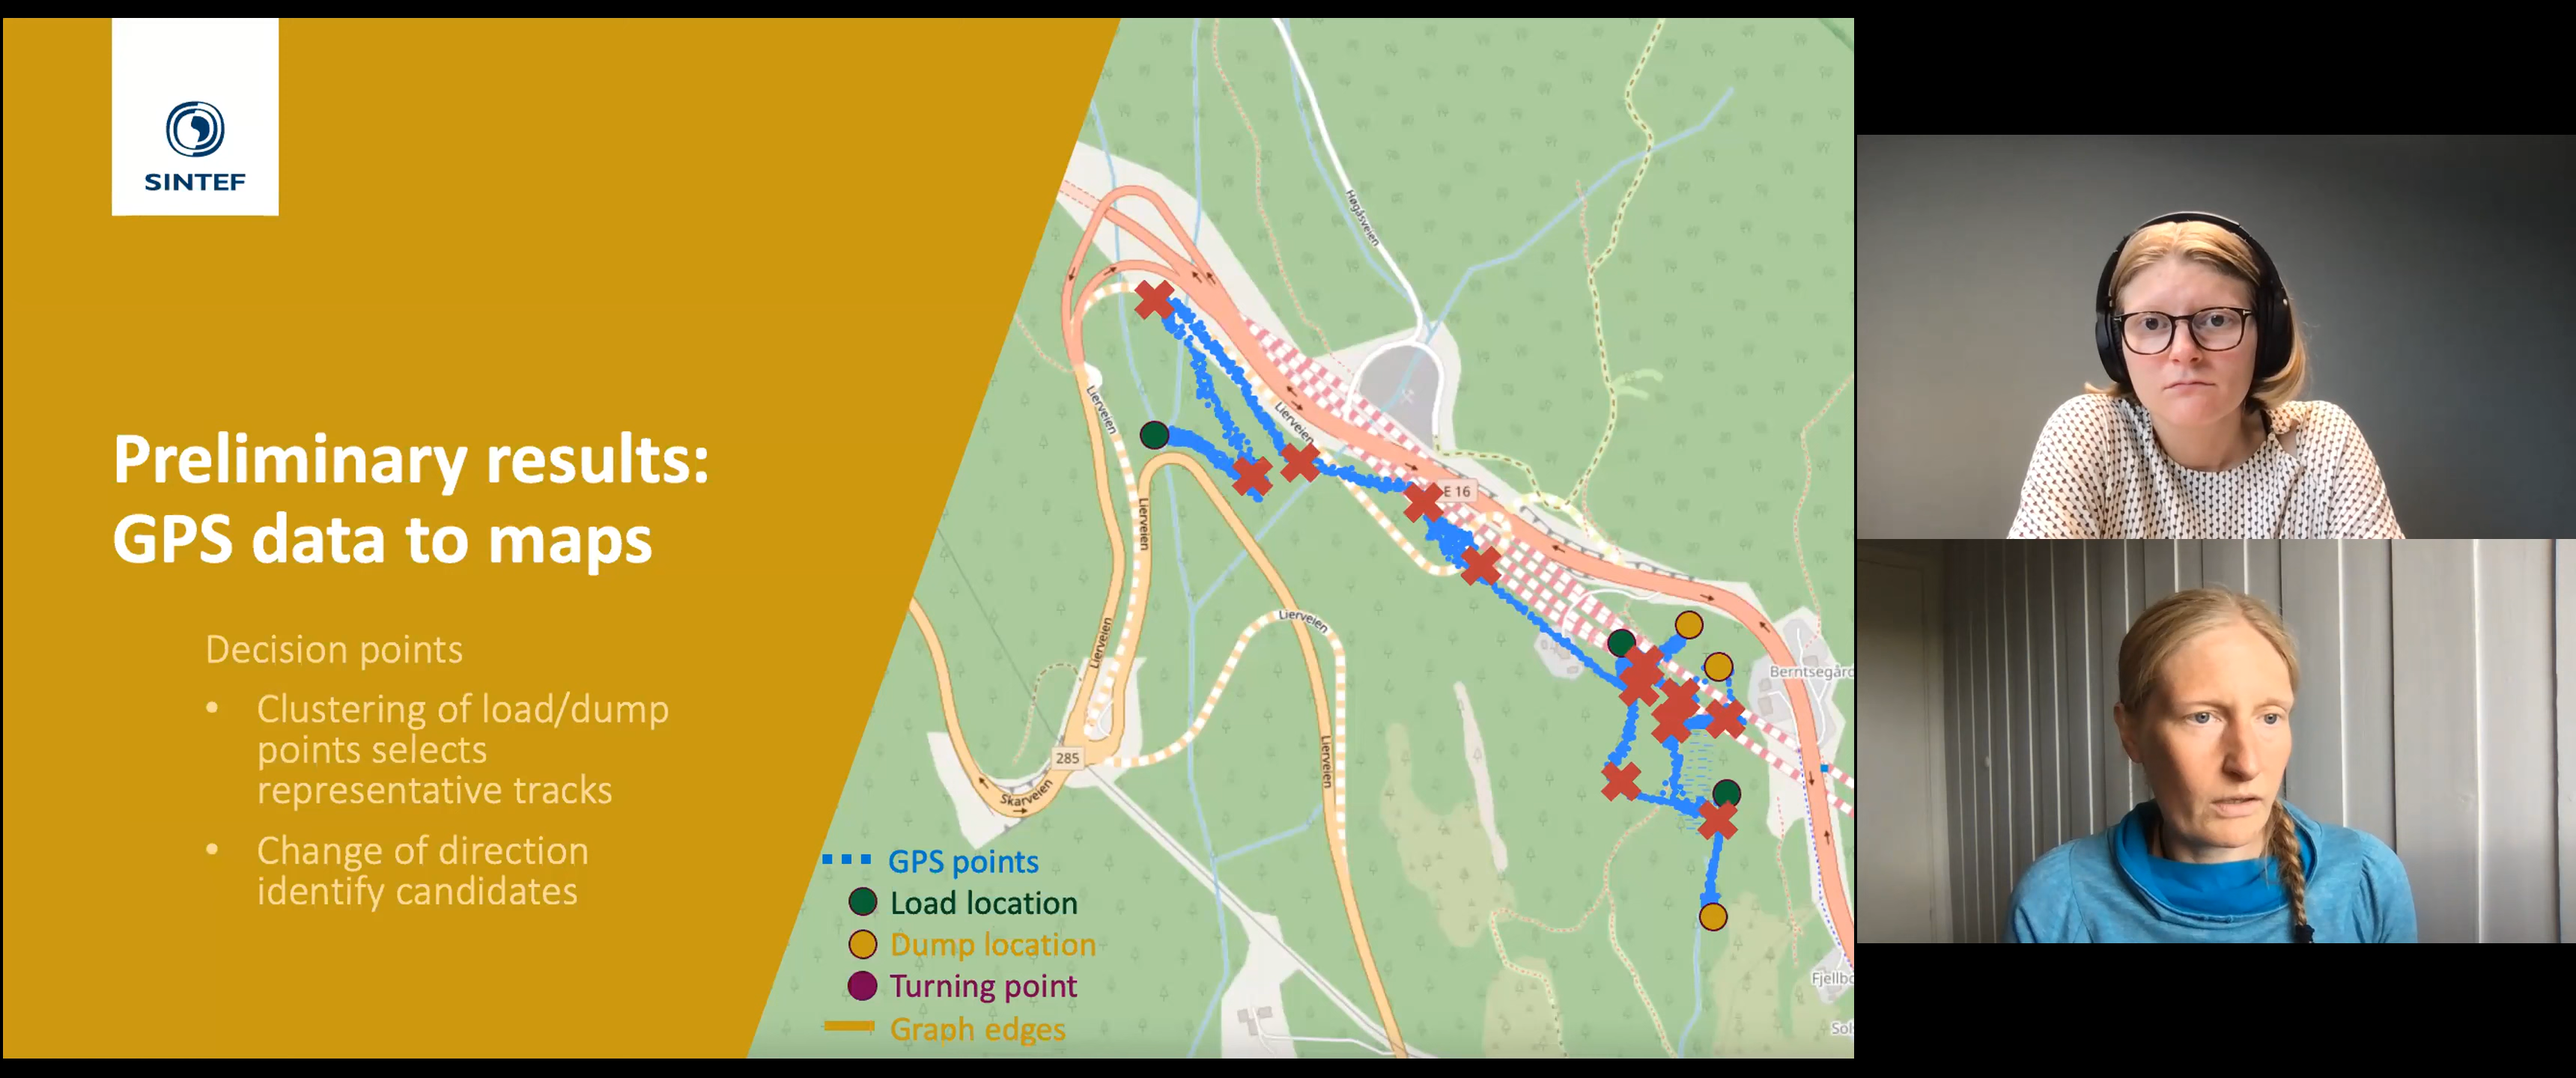 SINTEF
Preliminary results:
GPS data to maps
Decision points
• Clustering of load/dump
points selects
representative tracks
• Change of direction
identify candidates
Høgåsveien
Lierveien
Lierveien
Lierveien
E 16
Lierveien
Lierveien
Lierveien
Berntsegård
285
Skarveien
GPS points
Load location
Dump location
Turning point
Graph edges